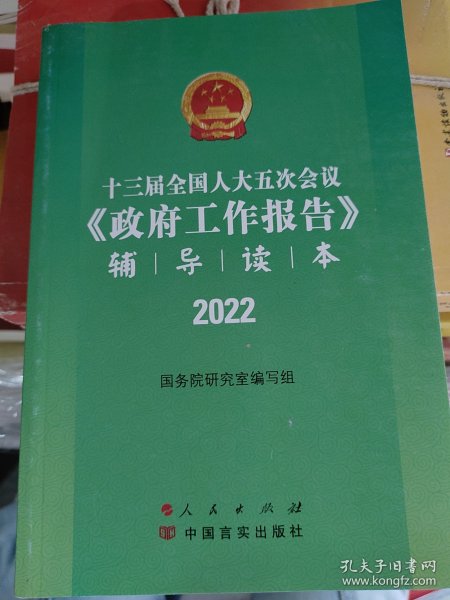 十三届全国人大五次会议
《政府工作报告》
辅|导|读|本
2022
国务院研究室编写组
人民出版社
中国言实出版社
孔夫子旧书网
www.kongfz.com